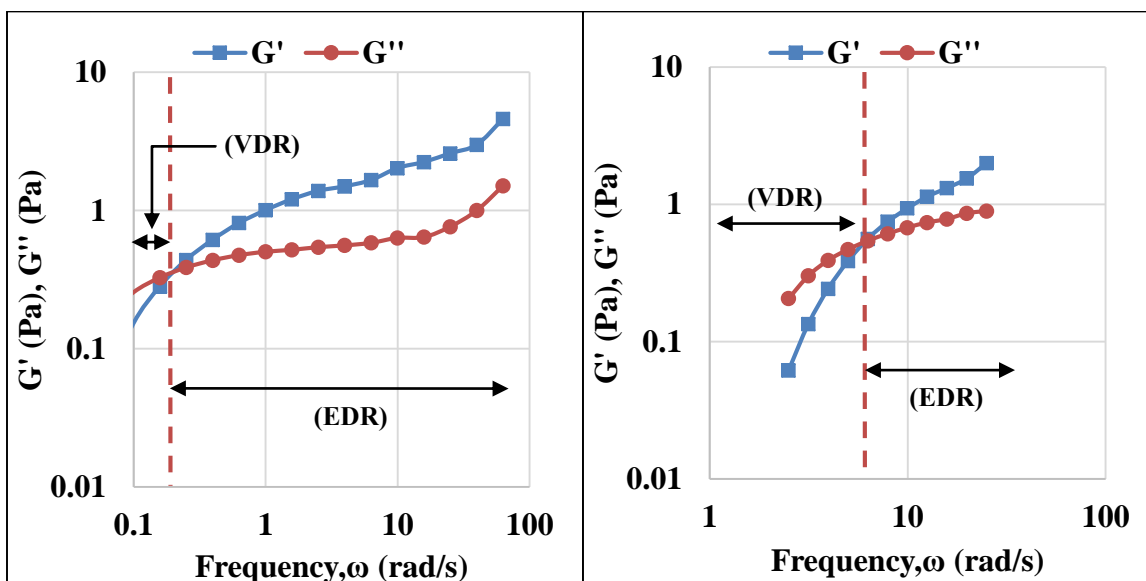 G' G''
10
1
0.1
0.01
G' (Pa), G'' (Pa)
(VDR)
(EDR)
0.1 1 10 100
Frequency,ω (rad/s)
G' G''
10
1
0.1
0.01
G' (Pa), G'' (Pa)
(VDR)
(EDR)
1 10 100
Frequency,ω (rad/s)